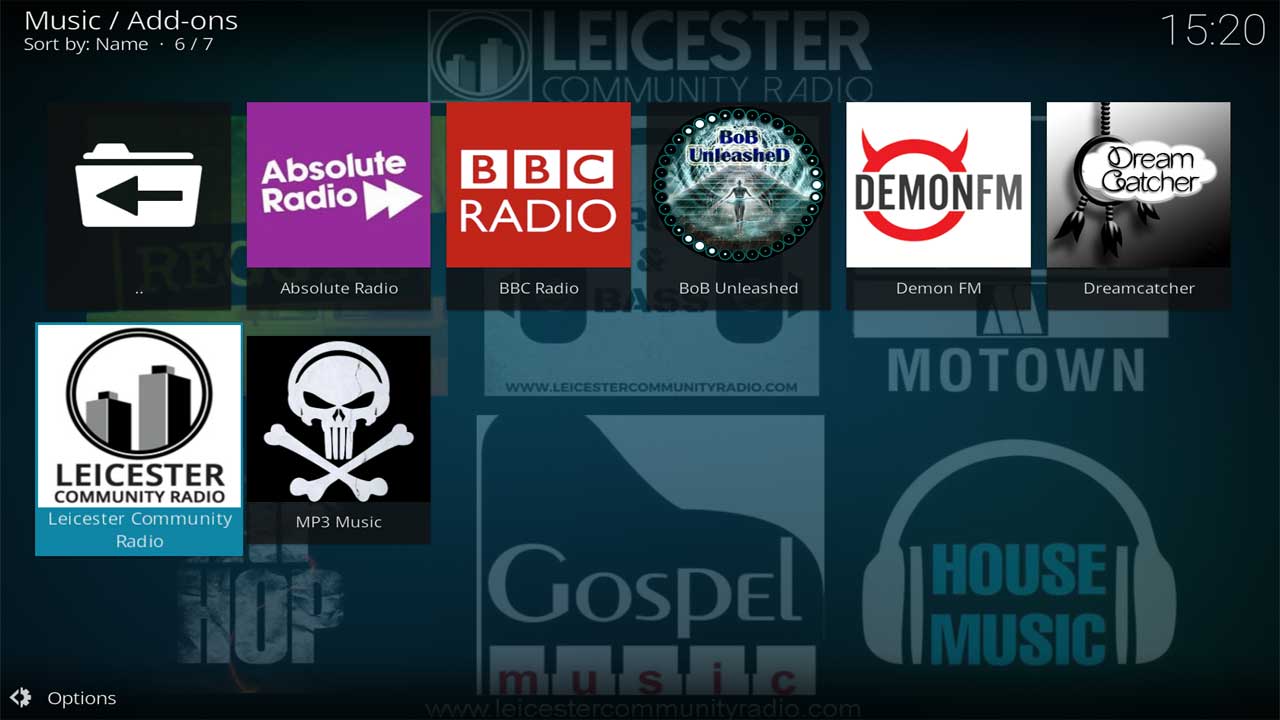 Music / Add-ons
Sort by: Name · 6 / 7
15:20
LEICESTER
COMMUNITY RADIO
..
Absolute
Radio
Absolute Radio
BBC
RADIO
BBC Radio
BoB
UnleasheD
BoB Unleashed
DEMONFM
Demon FM
Dream
Catcher
Dreamcatcher
&
BASS
WWW.LEICESTERCOMMUNITYRADIO.COM
M
MOTOWN
LEICESTER
COMMUNITY RADIO
Leicester Community
Radio
MP3 Music
HOP
Gospel
music
HOUSE
MUSIC
www.leicestercommunityradio.com
Options